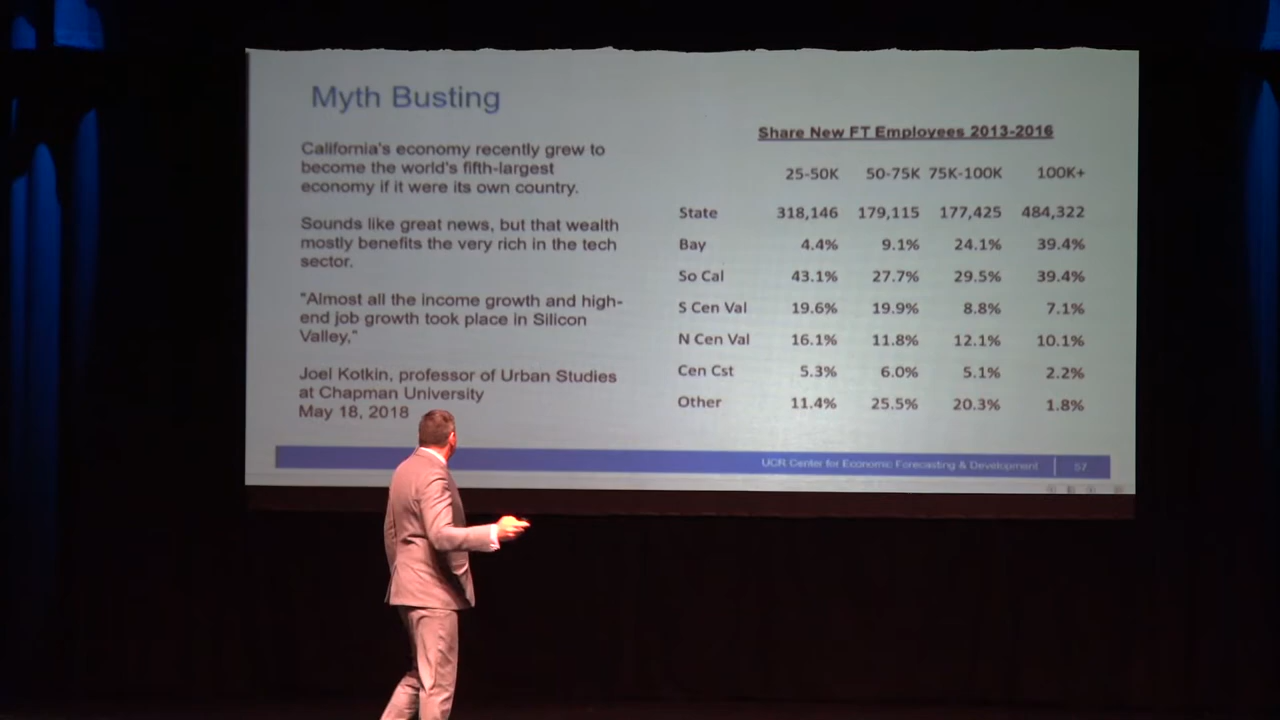 Myth Busting
California's economy recently grew to
become the world's fifth-largest
economy if it were its own country.
Sounds like great news, but that wealth
mostly benefits the very rich in the tech
sector.
"Almost all the income growth and high-
end job growth took place in Silicon
Valley,"
Joel Kotkin, professor of Urban Studies
at Chapman University
May 18, 2018
Share New FT Employees 2013-2016
25-50K 50-75K 75K-100K 100K+
State 318,146 179,115 177,425 484,322
Bay 4.4% 9.1% 24.1% 39.4%
So Cal 43.1% 27.7% 29.5% 39.4%
S Cen Val 19.6% 19.9% 8.8% 7.1%
N Cen Val 16.1% 11.8% 12.1% 10.1%
Cen Cst 5.3% 6.0% 5.1% 2.2%
Other 11.4% 25.5% 20.3% 1.8%
UCR Center for Economic Forecasting & Development 57